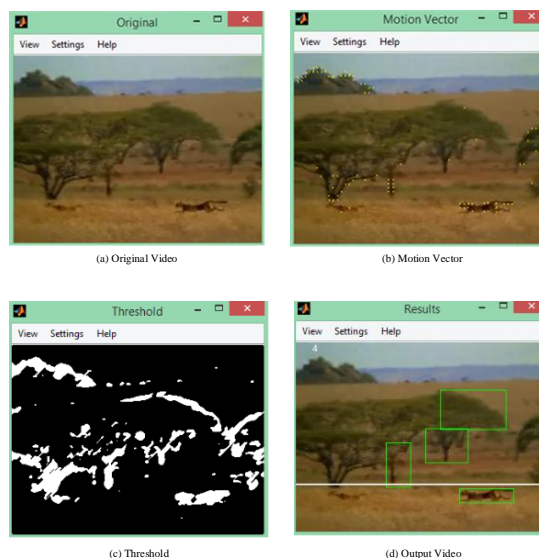 Original
View Settings Help
(a) Original Video
Motion Vector
View Settings Help
(b) Motion Vector
Threshold
View Settings Help
(c) Threshold
Results
View Settings Help
4
(d) Output Video